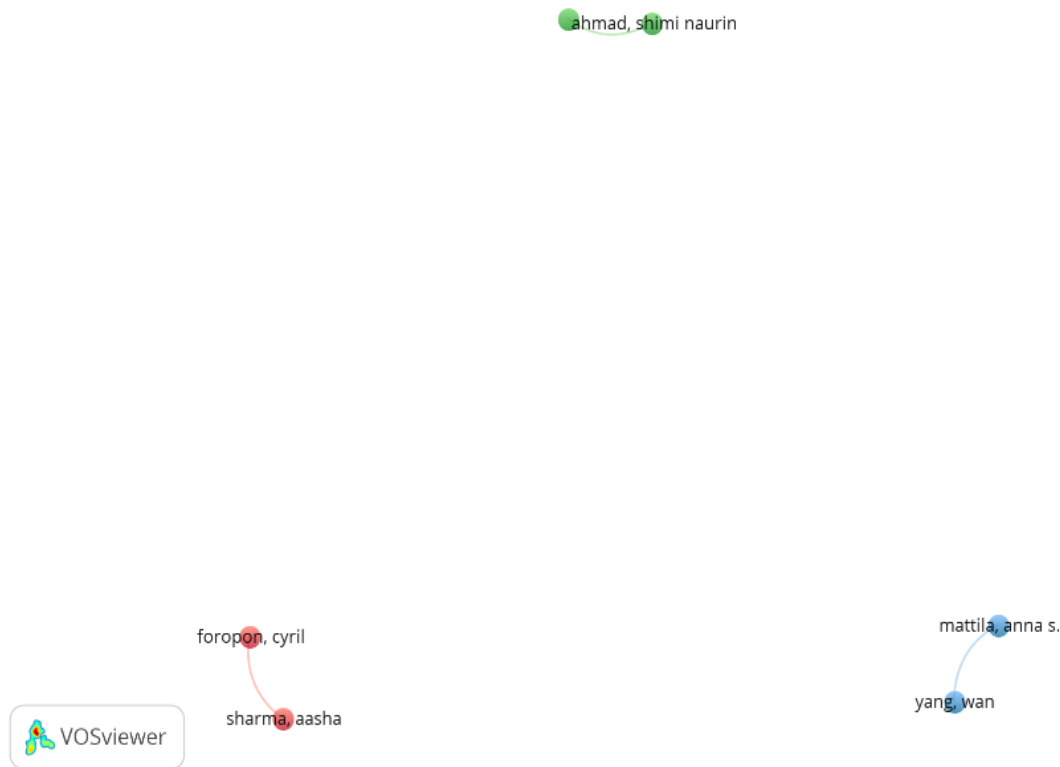 ahmad, shimi naurin
foropon, cyril
mattila, anna s.
yang, wan
sharma, aasha
VOSviewer